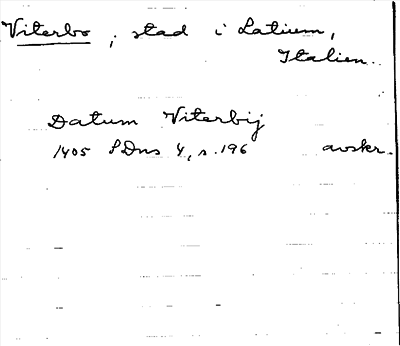 Viterbo, stad i Latium,
Italien.
Datum Viterbij
1405 SDns 4, s. 196 avskr.